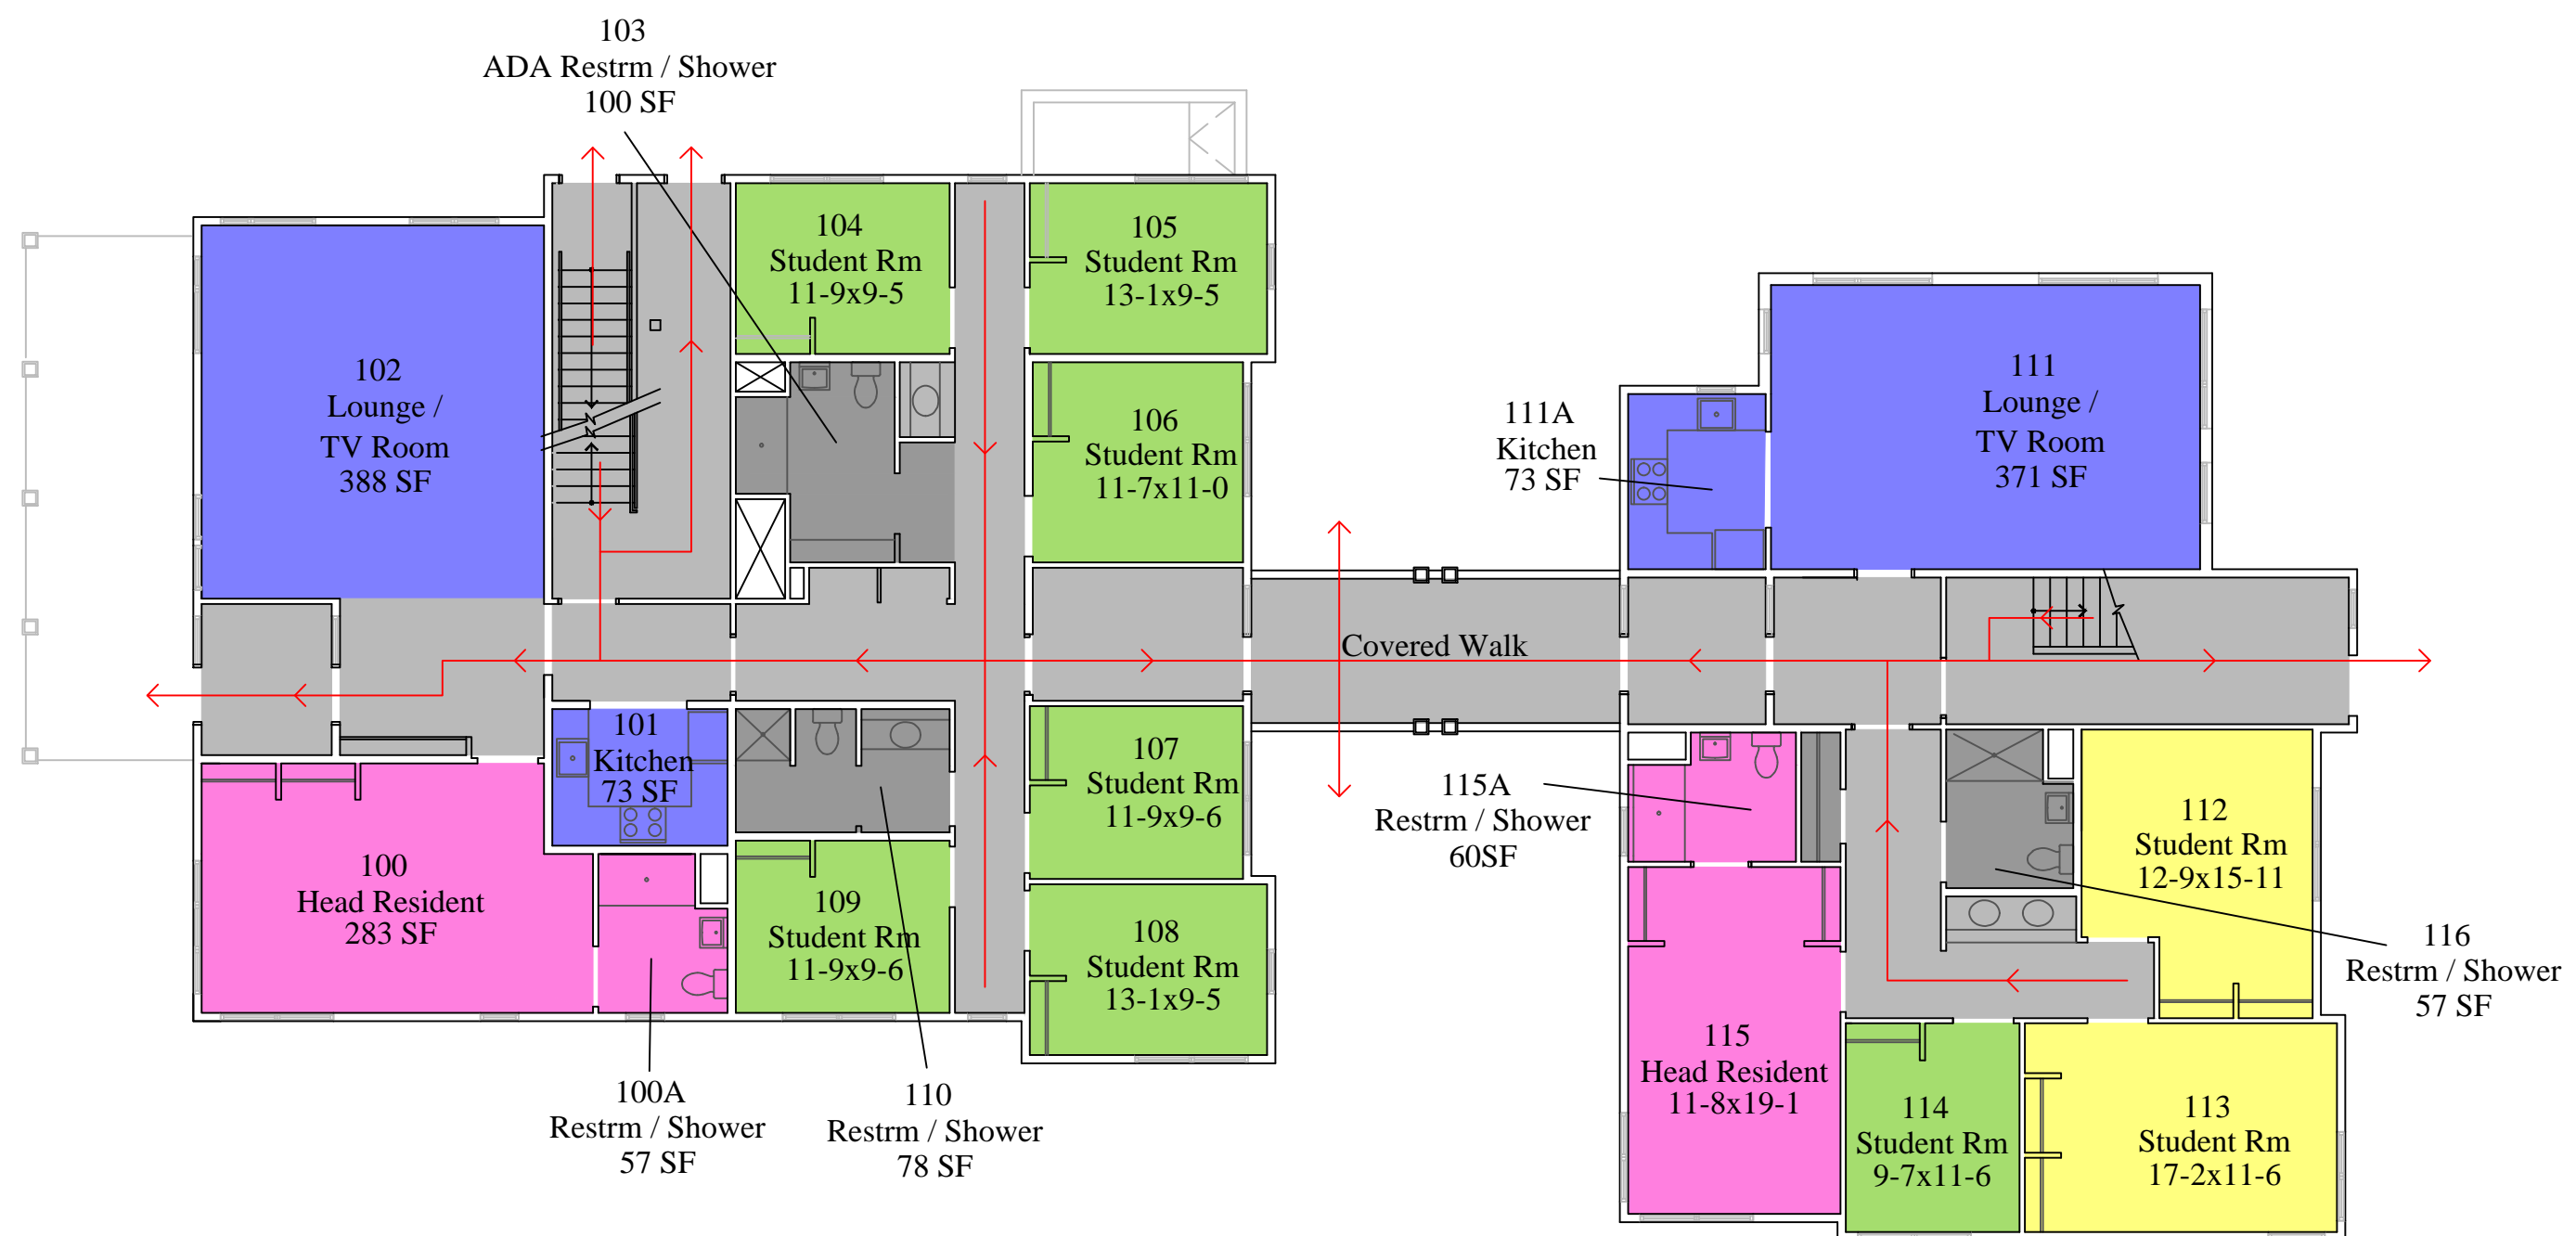 103
ADA Restrm / Shower
100 SF
104
Student Rm
11-9x9-5
105
Student Rm
13-1x9-5
102
Lounge /
TV Room
388 SF
106
Student Rm
11-7x11-0
111A
Kitchen
73 SF
111
Lounge /
TV Room
371 SF
Covered Walk
101
Kitchen
73 SF
107
Student Rm
11-9x9-6
115A
Restrm / Shower
60SF
112
Student Rm
12-9x15-11
100
Head Resident
283 SF
109
Student Rm
11-9x9-6
108
Student Rm
13-1x9-5
116
Restrm / Shower
57 SF
100A
Restrm / Shower
57 SF
110
Restrm / Shower
78 SF
115
Head Resident
11-8x19-1
114
Student Rm
9-7x11-6
113
Student Rm
17-2x11-6